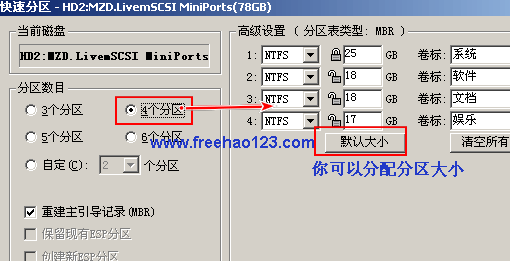 快速分区 - HD2:MZD.LivemSCSI MiniPorts(78GB)
当前磁盘
HD2:MZD.LivemSCSI MiniPorts
分区数目
3个分区 4个分区
5个分区 6个分区
自定(C): 2 个分区
重建主引导记录(MBR)
保留现有ESP分区
创建新ESP分区
高级设置 (分区表类型: MBR)
1: NTFS 25 GB 卷标: 系统
2: NTFS 18 GB 卷标: 软件
3: NTFS 18 GB 卷标: 文档
4: NTFS 17 GB 卷标: 娱乐
默认大小 清空所有
www.freehao123.com
你可以分配分区大小